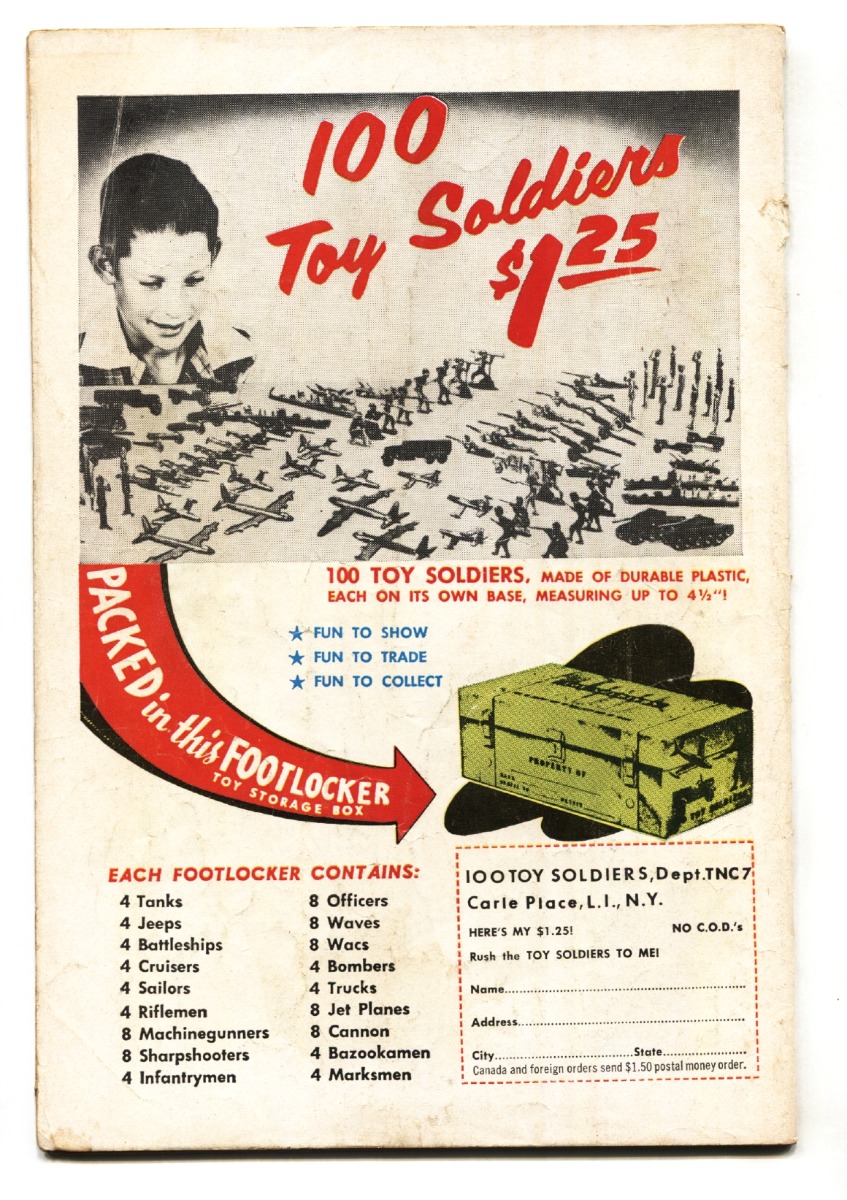 100
Toy Soldiers
$1.25
100 TOY SOLDIERS, MADE OF DURABLE PLASTIC,
EACH ON ITS OWN BASE, MEASURING UP TO 4½"!
★ FUN TO SHOW
★ FUN TO TRADE
★ FUN TO COLLECT
PACKED in this FOOTLOCKER
TOY STORAGE BOX
PROPERTY OF
EACH FOOTLOCKER CONTAINS:
4 Tanks
4 Jeeps
4 Battleships
4 Cruisers
4 Sailors
4 Riflemen
8 Machinegunners
8 Sharpshooters
4 Infantrymen
8 Officers
8 Waves
8 Wacs
4 Bombers
4 Trucks
8 Jet Planes
8 Cannon
4 Bazookamen
4 Marksmen
100 TOY SOLDIERS, Dept. TNC7
Carle Place, L.I., N.Y.
HERE'S MY $1.25! NO C.O.D.'s
Rush the TOY SOLDIERS TO ME!
Name
Address
City State
Canada and foreign orders send $1.50 postal money order.